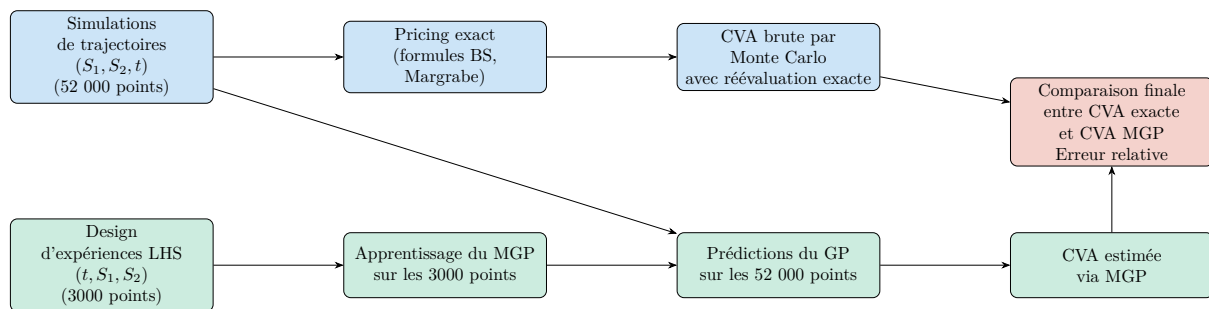 Simulations
de trajectoires
(S₁, S₂, t)
(52 000 points)
Pricing exact
(formules BS,
Margrabe)
CVA brute par
Monte Carlo
avec réévaluation exacte
Comparaison finale
entre CVA exacte
et CVA MGP
Erreur relative
Design
d'expériences LHS
(t, S₁, S₂)
(3000 points)
Apprentissage du MGP
sur les 3000 points
Prédictions du GP
sur les 52 000 points
CVA estimée
via MGP